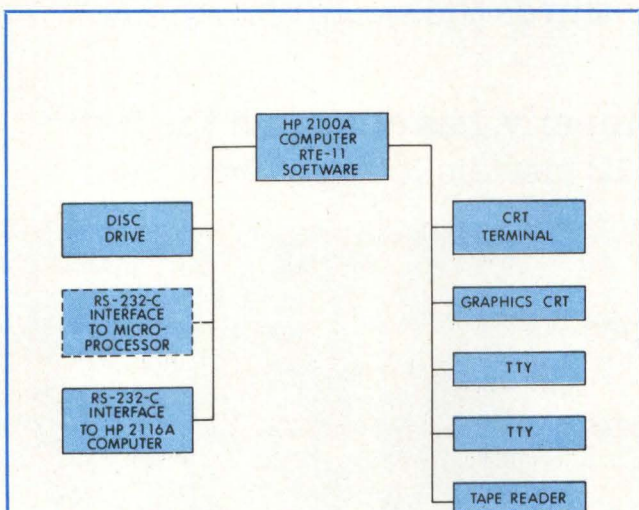 HP 2100A
COMPUTER
RTE-11
SOFTWARE
DISC
DRIVE
RS-232-C
INTERFACE
TO MICRO-
PROCESSOR
RS-232-C
INTERFACE
TO HP 2116A
COMPUTER
CRT
TERMINAL
GRAPHICS CRT
TTY
TTY
TAPE READER